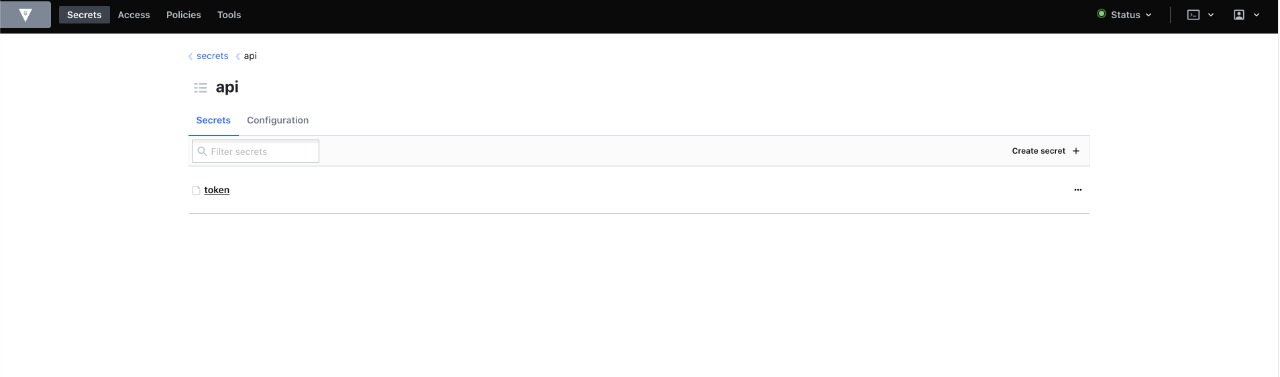 Secrets Access Policies Tools Status
secrets api
api
Secrets Configuration
Filter secrets Create secret +
token ...